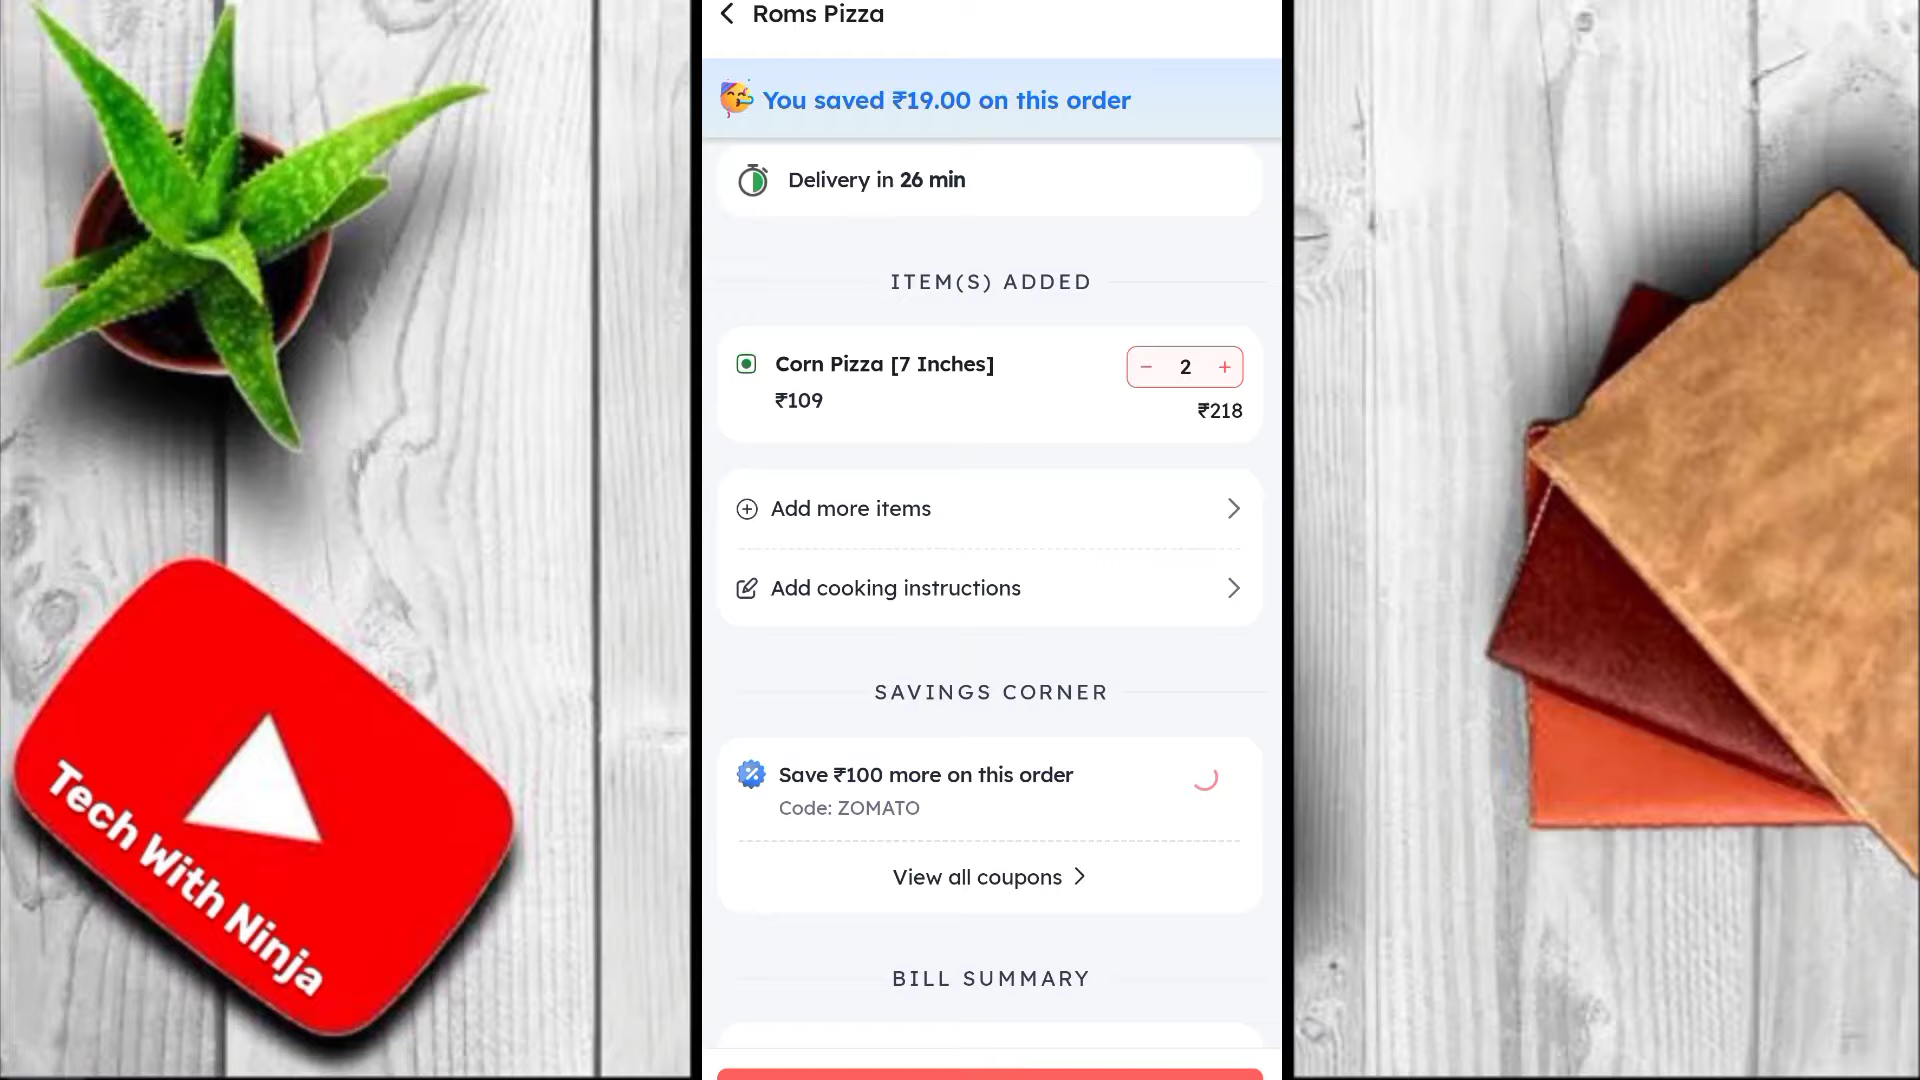 Roms Pizza
You saved ₹19.00 on this order
Delivery in 26 min
ITEM(S) ADDED
Corn Pizza [7 Inches]
2
₹109
₹218
Add more items
Add cooking instructions
SAVINGS CORNER
Save ₹100 more on this order
Code: ZOMATO
View all coupons
BILL SUMMARY
Tech With Ninja